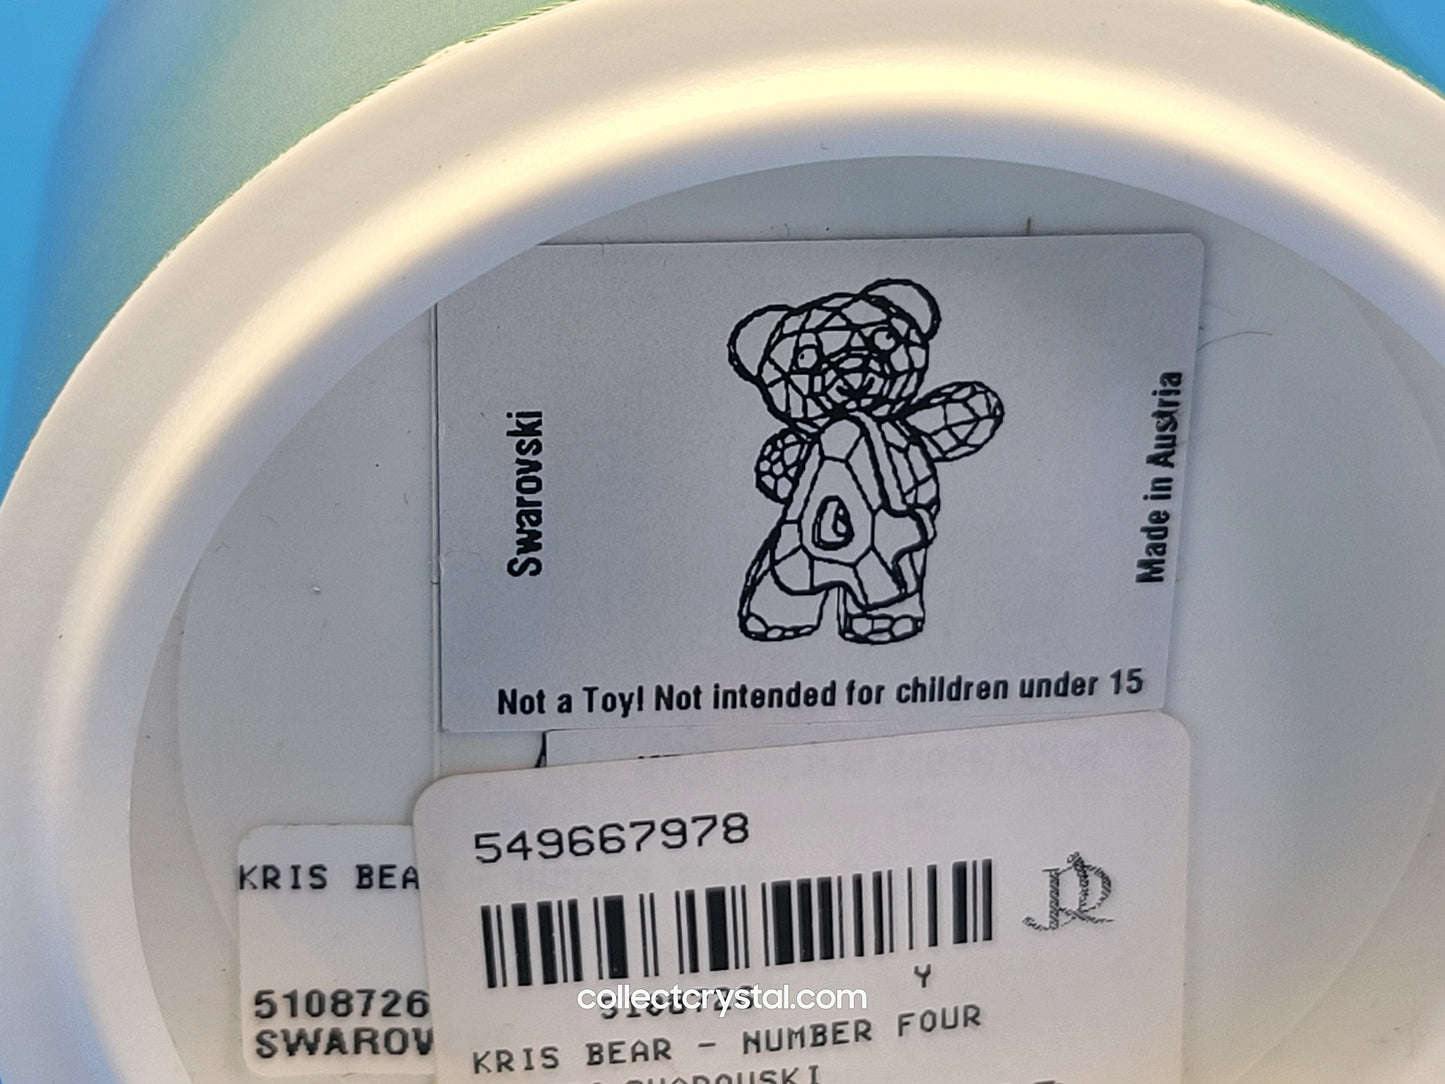 Swarovski
Made in Austria
Not a Toy! Not intended for children under 15
549667978
Y
KRIS BEAR - NUMBER FOUR
KRIS BEA
5108726
SWAROV
collectcrystal.com